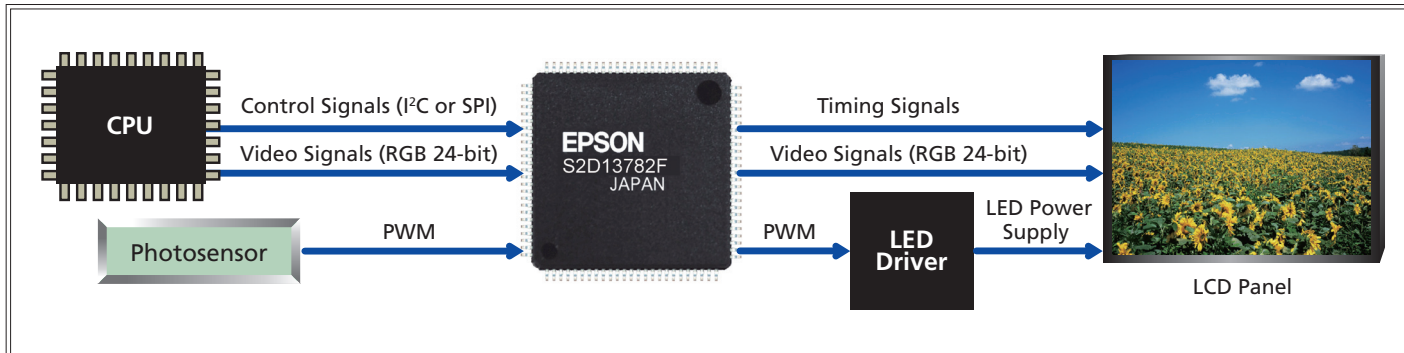 CPU
Control Signals (I²C or SPI)
Video Signals (RGB 24-bit)
Photosensor
PWM
EPSON
S2D13782F
JAPAN
Timing Signals
Video Signals (RGB 24-bit)
PWM
LED
Driver
LED Power
Supply
LCD Panel